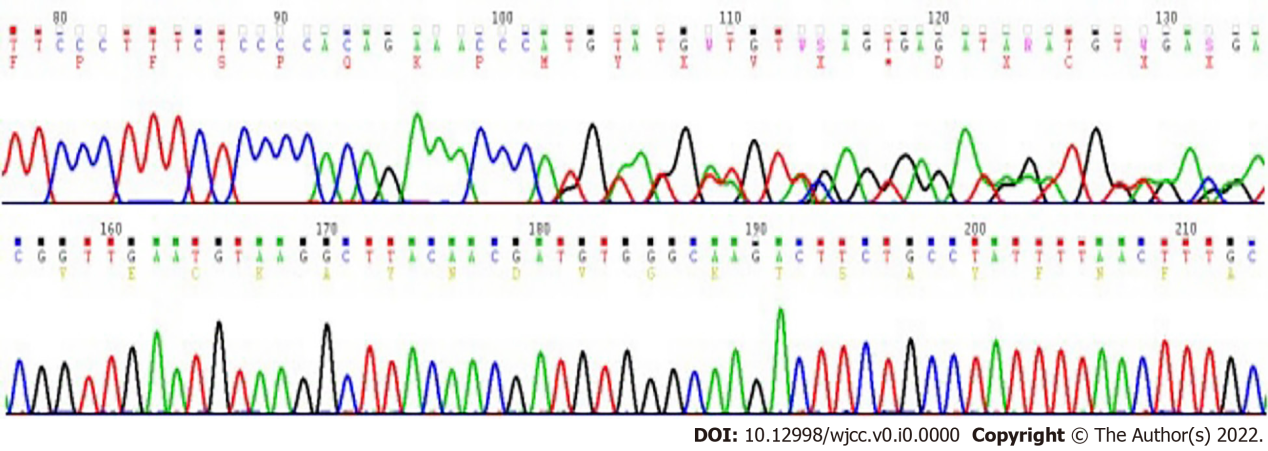 80 90 100 110 120 130
T T C C C T T T C T C C C C A C A G A A A C C C A T G T A T G W T G T W S A G T G A G A T A R A T G T W G A S G A
F P F S P Q K P M Y X V X * D X C X X
160 170 180 190 200 210
C G G T T G A A T G T A A G G C T T A C A A C G A T G T G G G C A A G A C T T C T G C C T A T T T T A A C T T T G C
V E C K A Y N D V G K T S A Y F N F A
DOI: 10.12998/wjcc.v0.i0.0000 Copyright © The Author(s) 2022.